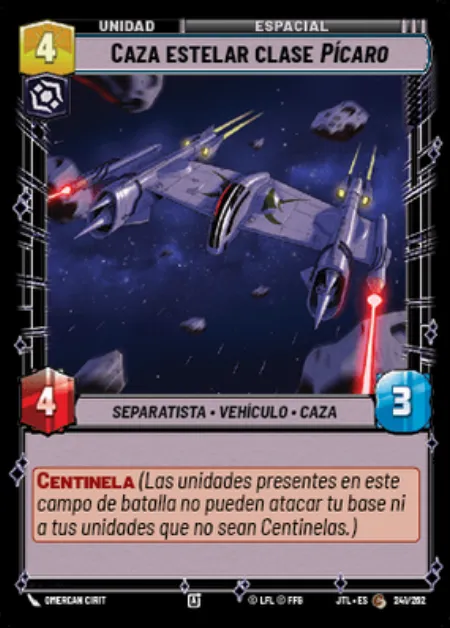 UNIDAD ESPACIAL
4 CAZA ESTELAR CLASE PÍCARO
4 SEPARATISTA • VEHÍCULO • CAZA 3
CENTINELA (Las unidades presentes en este
campo de batalla no pueden atacar tu base ni
a tus unidades que no sean Centinelas.)
OMERCAN CIRIT A © LFL © FFG JTL • ES C 241/262